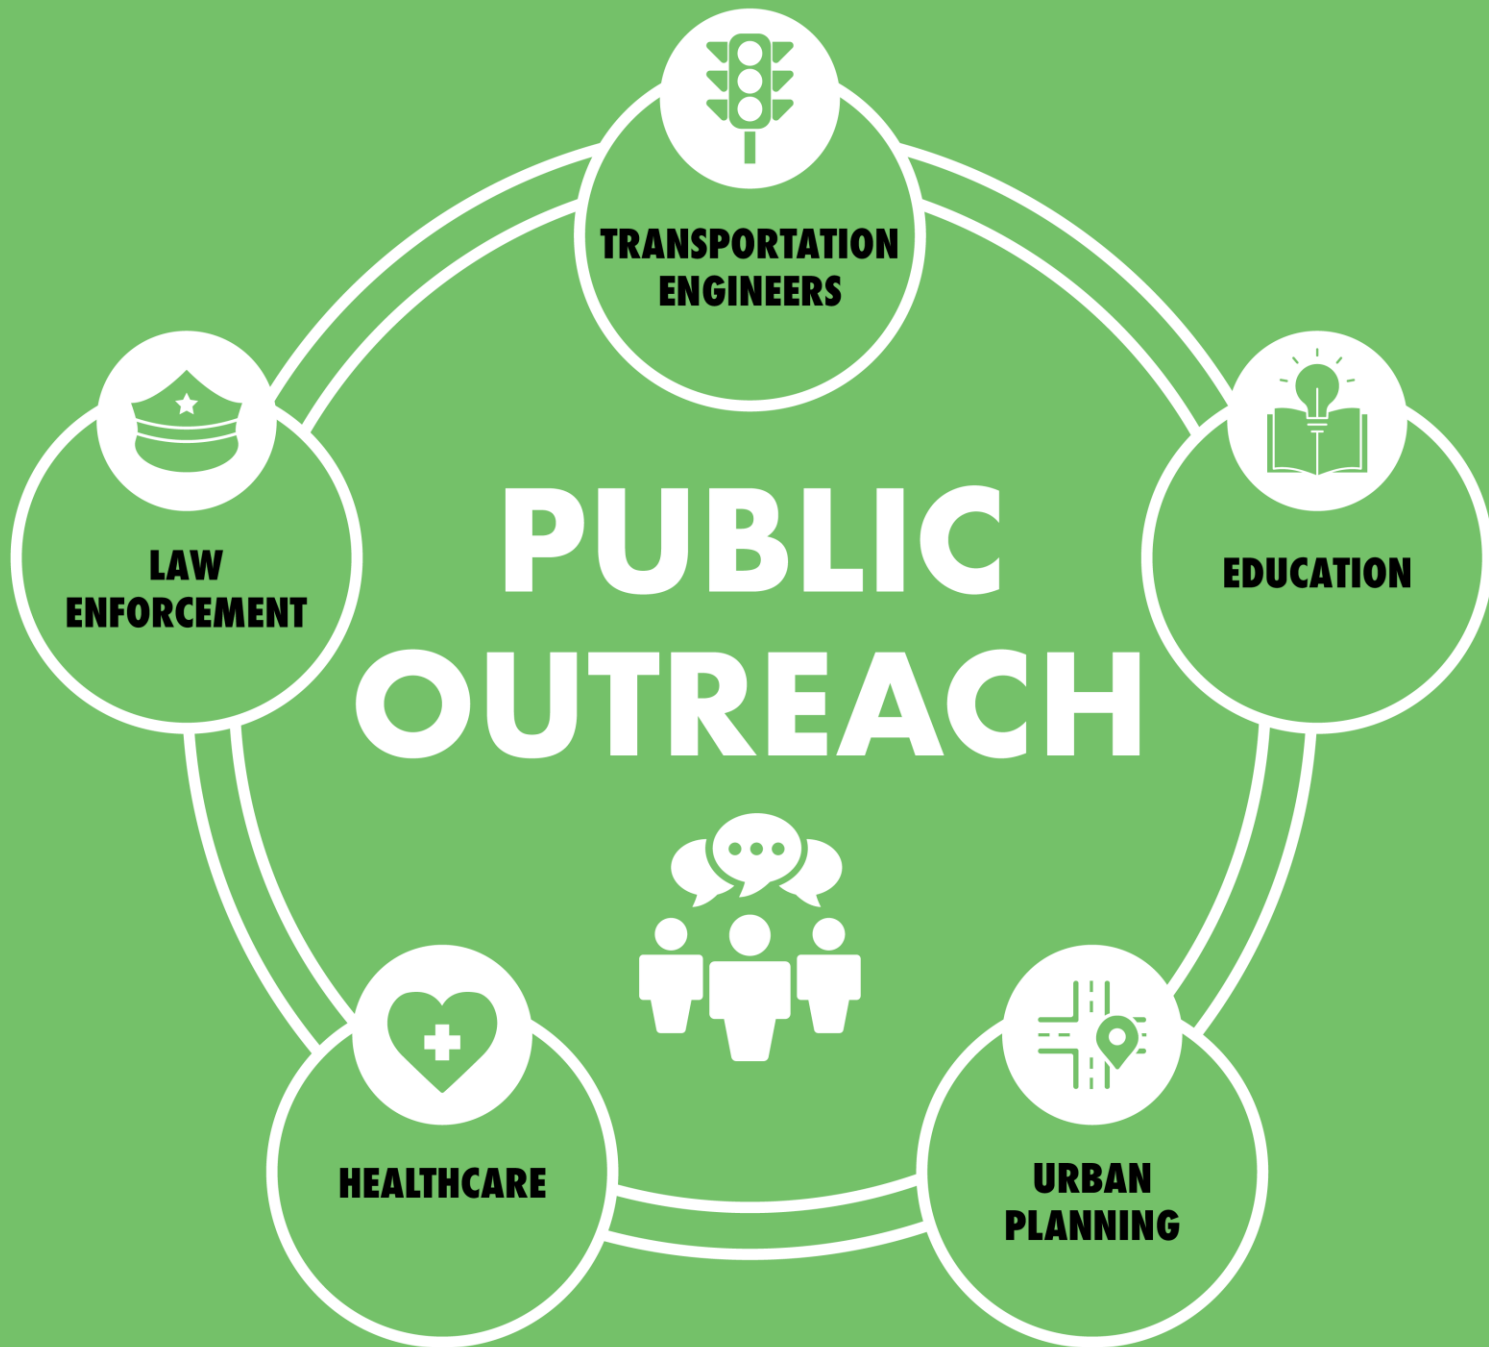 TRANSPORTATION
ENGINEERS
LAW
ENFORCEMENT
EDUCATION
PUBLIC
OUTREACH
HEALTHCARE
URBAN
PLANNING